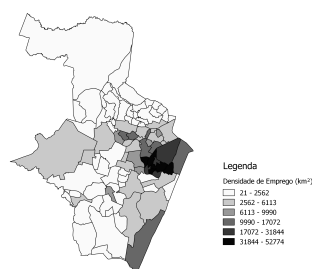 Legenda
Densidade de Emprego (km²)
21 - 2562
2562 - 6113
6113 - 9990
9990 - 17072
17072 - 31844
31844 - 52774